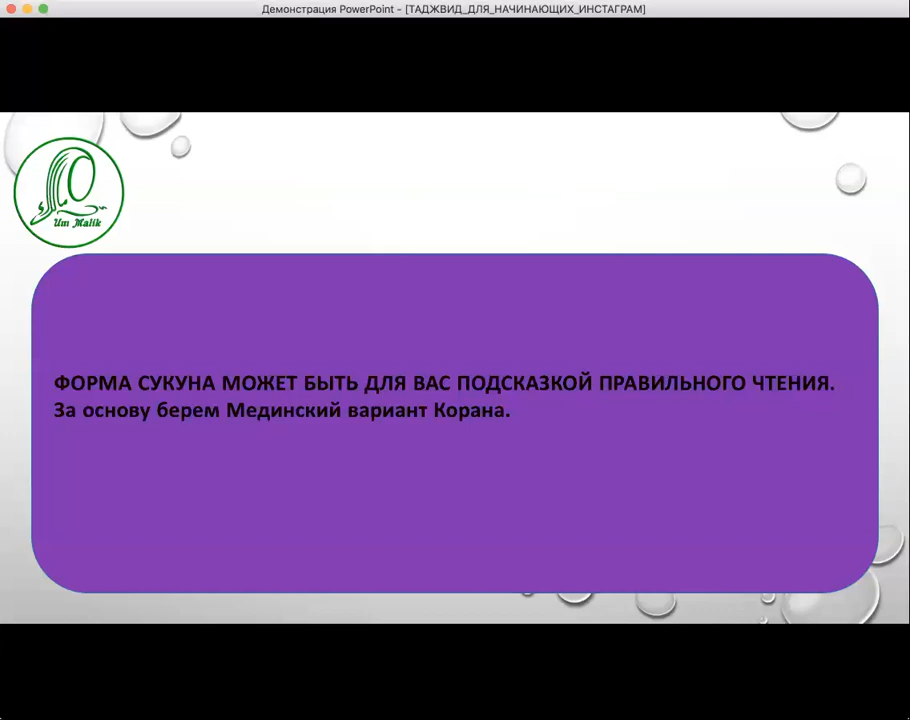 Демонстрация PowerPoint - [ТАДЖВИД_ДЛЯ_НАЧИНАЮЩИХ_ИНСТАГРАМ]
Um Malik
ФОРМА СУКУНА МОЖЕТ БЫТЬ ДЛЯ ВАС ПОДСКАЗКОЙ ПРАВИЛЬНОГО ЧТЕНИЯ.
За основу берем Мединский вариант Корана.